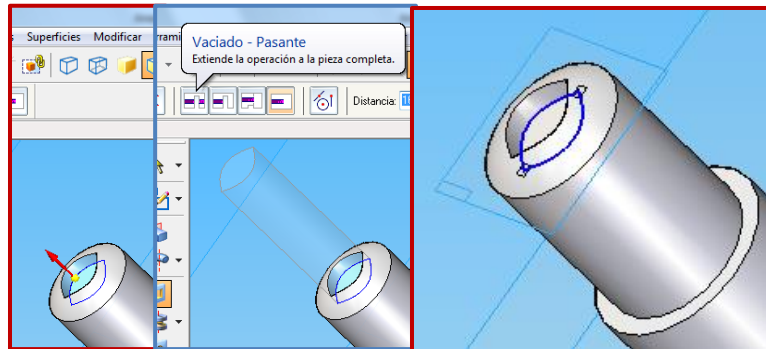 Superficies Modificar
Vaciado - Pasante
Extiende la operación a la pieza completa.
Distancia: